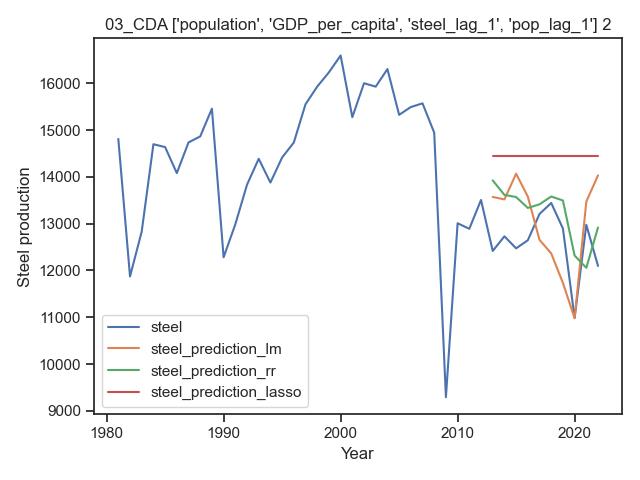 03_CDA ['population', 'GDP_per_capita', 'steel_lag_1', 'pop_lag_1'] 2
16000
15000
14000
13000
12000
11000
10000
9000
Steel production
steel
steel_prediction_lm
steel_prediction_rr
steel_prediction_lasso
1980
1990
2000
2010
2020
Year